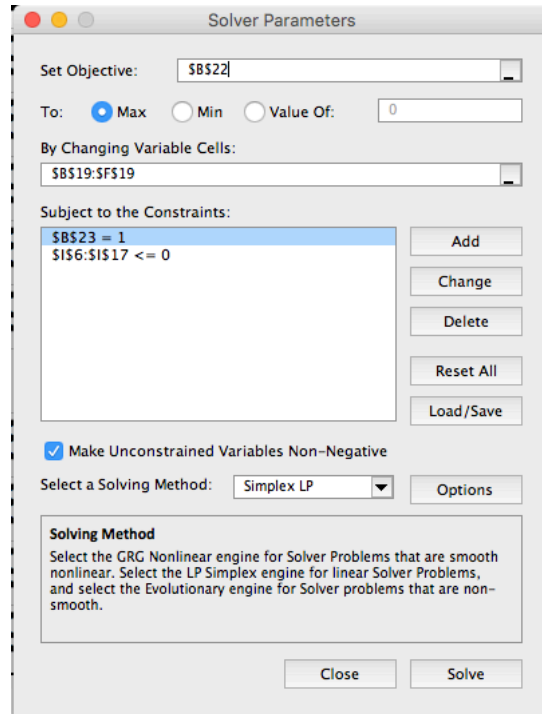 Solver Parameters
Set Objective: $B$22
To: Max Min Value Of: 0
By Changing Variable Cells:
$B$19:$F$19
Subject to the Constraints:
$B$23 = 1
$I$6:$I$17 <= 0
Add
Change
Delete
Reset All
Load/Save
Make Unconstrained Variables Non-Negative
Select a Solving Method: Simplex LP Options
Solving Method
Select the GRG Nonlinear engine for Solver Problems that are smooth
nonlinear. Select the LP Simplex engine for linear Solver Problems,
and select the Evolutionary engine for Solver problems that are non-
smooth.
Close Solve